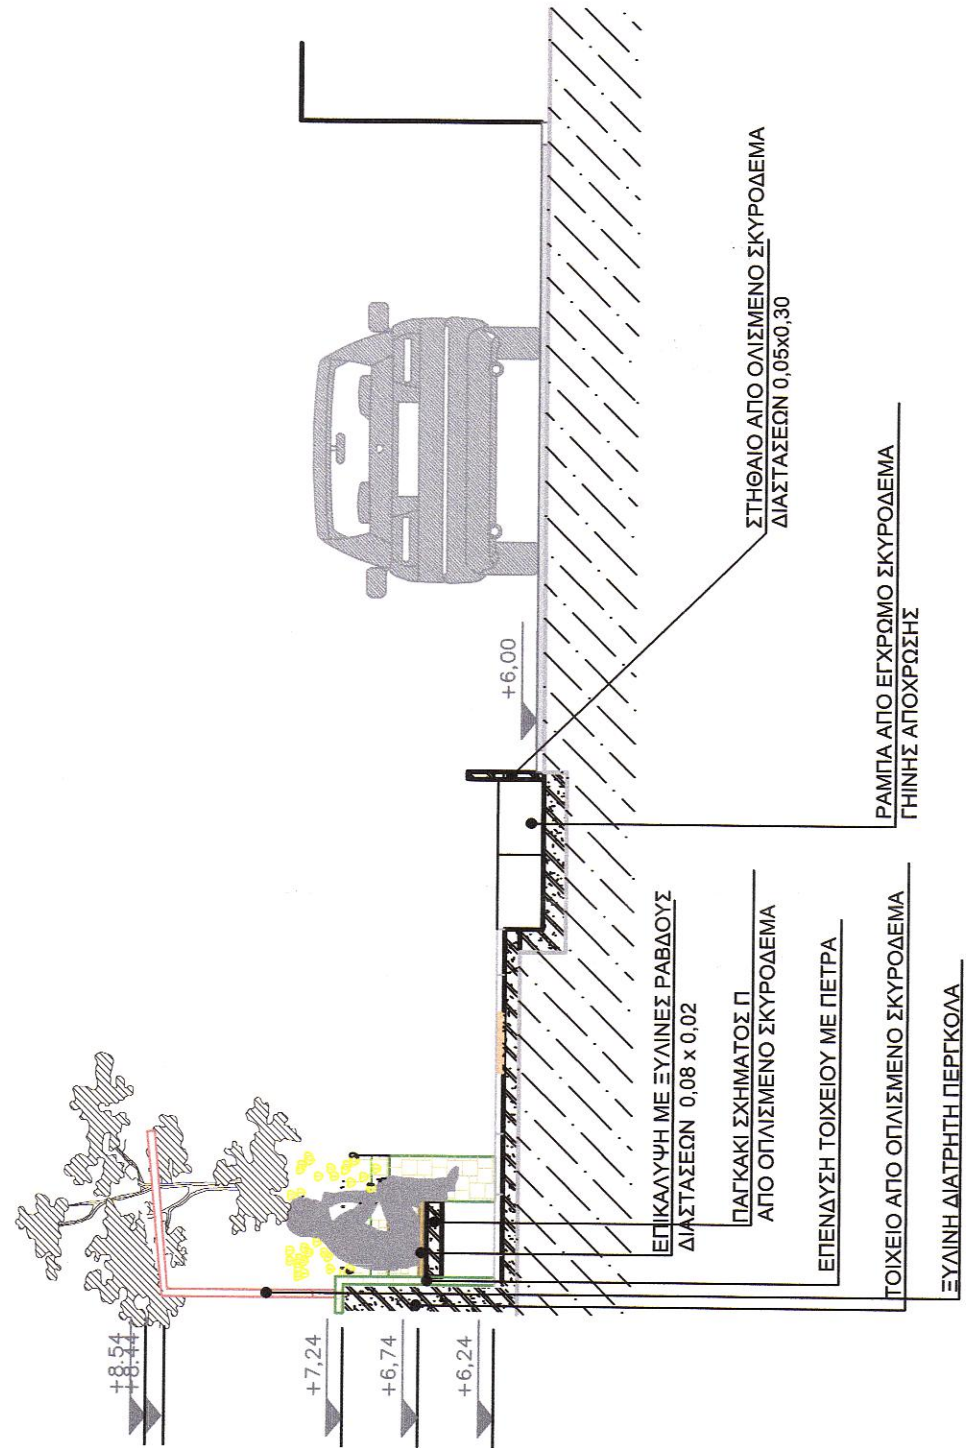 +8.54
+8.44
+7,24
+6,74
+6,24
+6,00
ΣΤΗΘΑΙΟ ΑΠΟ ΟΛΙΣΜΕΝΟ ΣΚΥΡΟΔΕΜΑ
ΔΙΑΣΤΑΣΕΩΝ 0,05x0,30
ΡΑΜΠΑ ΑΠΟ ΕΓΧΡΩΜΟ ΣΚΥΡΟΔΕΜΑ
ΓΗΙΝΗΣ ΑΠΟΧΡΩΣΗΣ
ΕΠΙΚΑΛΥΨΗ ΜΕ ΞΥΛΙΝΕΣ ΡΑΒΔΟΥΣ
ΔΙΑΣΤΑΣΕΩΝ 0,08 x 0,02
ΠΑΓΚΑΚΙ ΣΧΗΜΑΤΟΣ Π
ΑΠΟ ΟΠΛΙΣΜΕΝΟ ΣΚΥΡΟΔΕΜΑ
ΕΠΕΝΔΥΣΗ ΤΟΙΧΕΙΟΥ ΜΕ ΠΕΤΡΑ
ΤΟΙΧΕΙΟ ΑΠΟ ΟΠΛΙΣΜΕΝΟ ΣΚΥΡΟΔΕΜΑ
ΞΥΛΙΝΗ ΔΙΑΤΡΗΤΗ ΠΕΡΓΚΟΛΑ